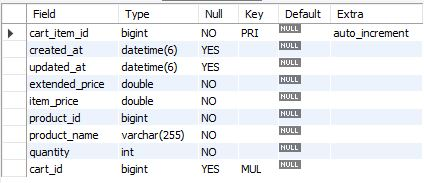 Field Type Null Key Default Extra
cart_item_id bigint NO PRI NULL auto_increment
created_at datetime(6) YES NULL
updated_at datetime(6) YES NULL
extended_price double NO NULL
item_price double NO NULL
product_id bigint NO NULL
product_name varchar(255) NO NULL
quantity int NO NULL
cart_id bigint YES MUL NULL